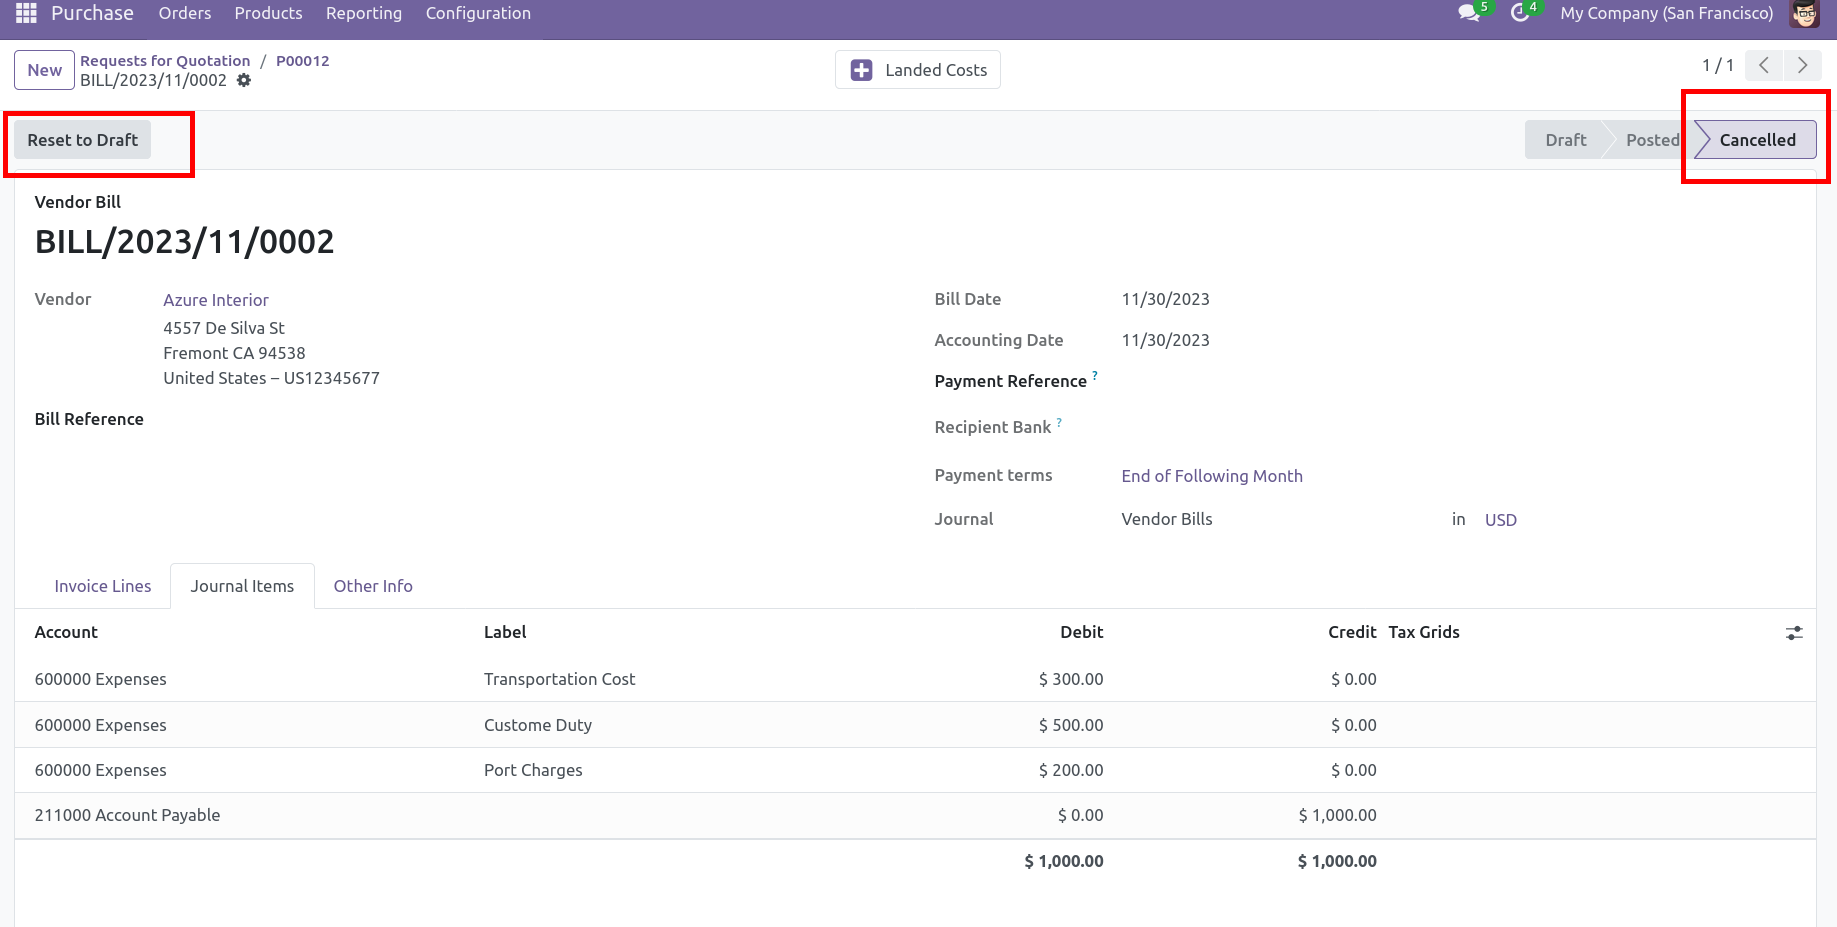 Purchase Orders Products Reporting Configuration 5 4 My Company (San Francisco)
New Requests for Quotation / P00012
BILL/2023/11/0002
Landed Costs
1 / 1
Reset to Draft
Draft Posted Cancelled
Vendor Bill
BILL/2023/11/0002
Vendor Azure Interior
4557 De Silva St
Fremont CA 94538
United States – US12345677
Bill Reference
Bill Date 11/30/2023
Accounting Date 11/30/2023
Payment Reference ?
Recipient Bank ?
Payment terms End of Following Month
Journal Vendor Bills in USD
Invoice Lines Journal Items Other Info
Account Label Debit Credit Tax Grids
600000 Expenses Transportation Cost $ 300.00 $ 0.00
600000 Expenses Custome Duty $ 500.00 $ 0.00
600000 Expenses Port Charges $ 200.00 $ 0.00
211000 Account Payable $ 0.00 $ 1,000.00
$ 1,000.00 $ 1,000.00